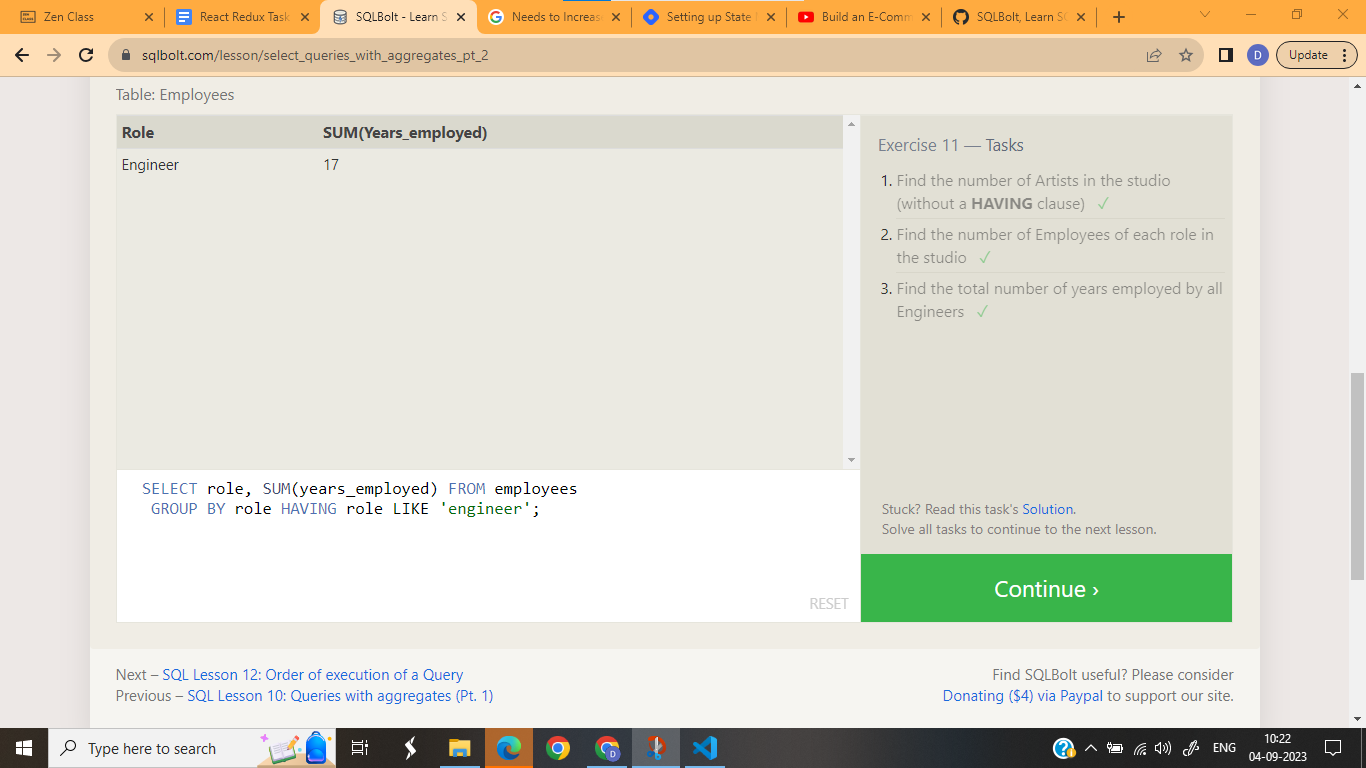 Zen Class
React Redux Task
SQLBolt - Learn S
Needs to Increas
Setting up State
Build an E-Comm
SQLBolt, Learn SQ
sqlbolt.com/lesson/select_queries_with_aggregates_pt_2
D
Update
Table: Employees
Role SUM(Years_employed)
Engineer 17
Exercise 11 — Tasks
1. Find the number of Artists in the studio
(without a HAVING clause) ✓
2. Find the number of Employees of each role in
the studio ✓
3. Find the total number of years employed by all
Engineers ✓
SELECT role, SUM(years_employed) FROM employees
GROUP BY role HAVING role LIKE 'engineer';
RESET
Stuck? Read this task's Solution.
Solve all tasks to continue to the next lesson.
Continue ›
Next – SQL Lesson 12: Order of execution of a Query
Previous – SQL Lesson 10: Queries with aggregates (Pt. 1)
Find SQLBolt useful? Please consider
Donating ($4) via Paypal to support our site.
Type here to search
ENG
10:22
04-09-2023